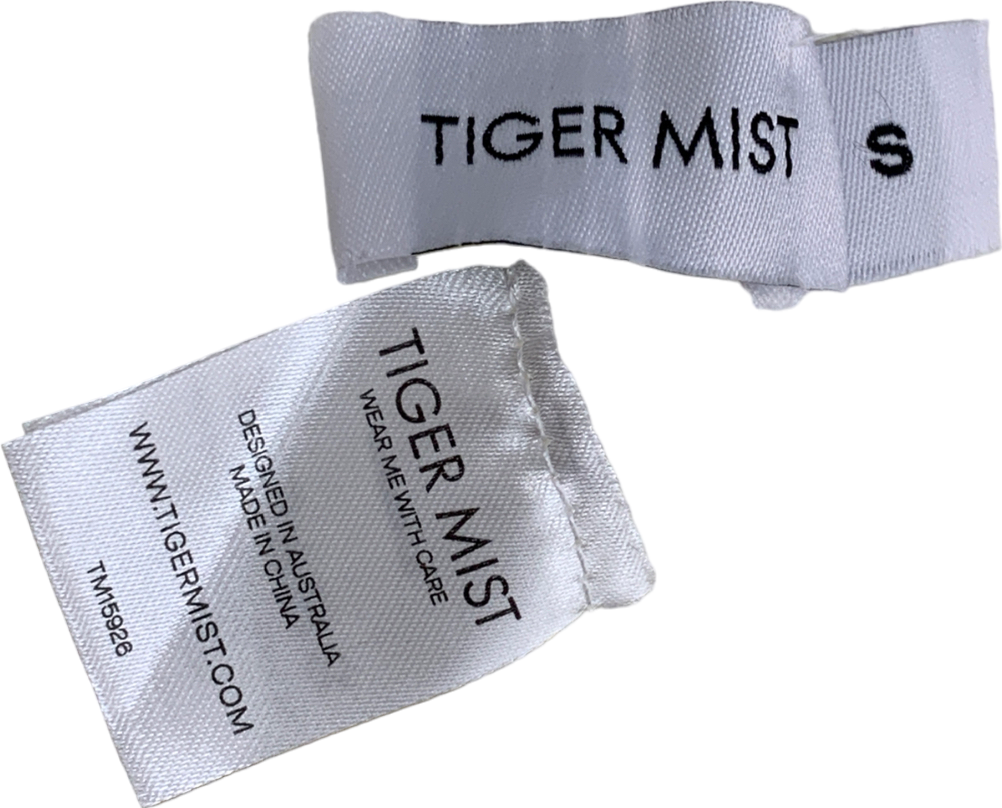 TIGER MIST
S
TIGER MIST
WEAR ME WITH CARE
DESIGNED IN AUSTRALIA
MADE IN CHINA
WWW.TIGERMIST.COM
TM15926